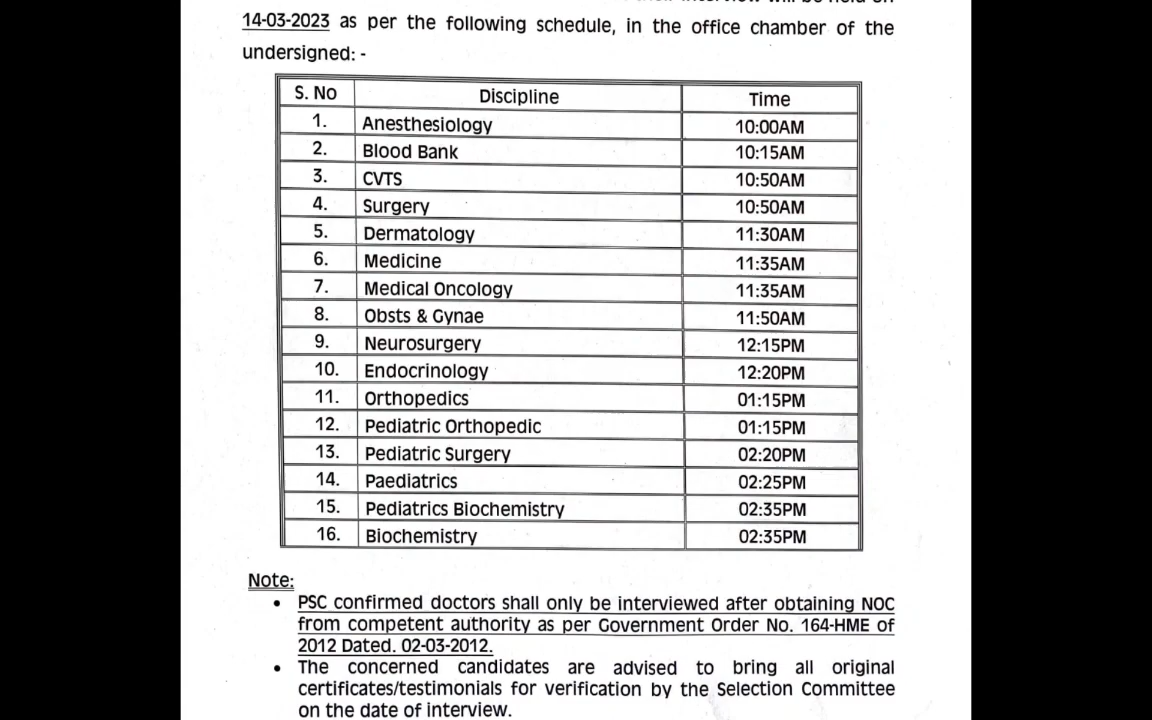 14-03-2023 as per the following schedule, in the office chamber of the
undersigned: -
S. No Discipline Time
1. Anesthesiology 10:00AM
2. Blood Bank 10:15AM
3. CVTS 10:50AM
4. Surgery 10:50AM
5. Dermatology 11:30AM
6. Medicine 11:35AM
7. Medical Oncology 11:35AM
8. Obsts & Gynae 11:50AM
9. Neurosurgery 12:15PM
10. Endocrinology 12:20PM
11. Orthopedics 01:15PM
12. Pediatric Orthopedic 01:15PM
13. Pediatric Surgery 02:20PM
14. Paediatrics 02:25PM
15. Pediatrics Biochemistry 02:35PM
16. Biochemistry 02:35PM
Note:
• PSC confirmed doctors shall only be interviewed after obtaining NOC
from competent authority as per Government Order No. 164-HME of
2012 Dated. 02-03-2012.
• The concerned candidates are advised to bring all original
certificates/testimonials for verification by the Selection Committee
on the date of interview.